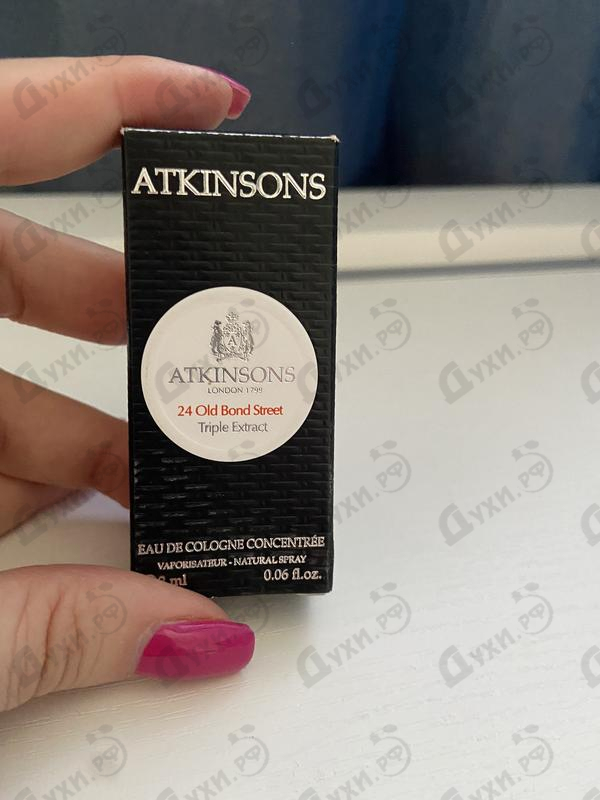 ATKINSONS
A
ATKINSONS
LONDON 1799
24 Old Bond Street
Triple Extract
EAU DE COLOGNE CONCENTRÉE
VAPORISATEUR - NATURAL SPRAY
ml 0.06 fl.oz.
Духи.РФ